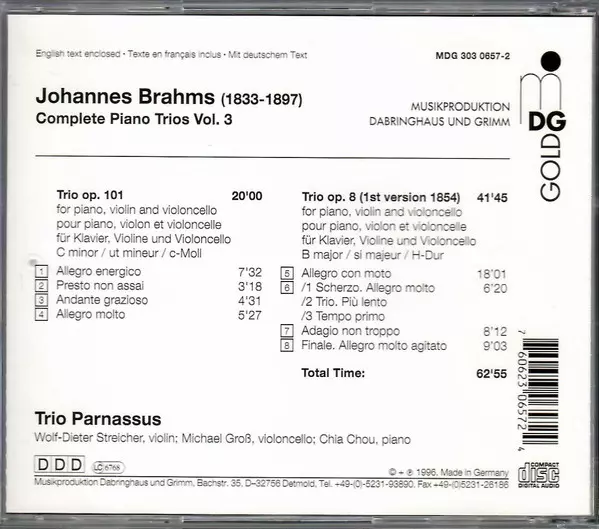 English text enclosed • Texte en français inclus • Mit deutschem Text
MDG 303 0657-2
Johannes Brahms (1833-1897)
Complete Piano Trios Vol. 3
MUSIKPRODUKTION
DABRINGHAUS UND GRIMM
DG
GOLD
Trio op. 101 20'00
for piano, violin and violoncello
pour piano, violon et violoncelle
für Klavier, Violine und Violoncello
C minor / ut mineur / c-Moll
1 Allegro energico 7'32
2 Presto non assai 3'18
3 Andante grazioso 4'31
4 Allegro molto 5'27
Trio op. 8 (1st version 1854) 41'45
for piano, violin and violoncello
pour piano, violon et violoncelle
für Klavier, Violine und Violoncello
B major / si majeur / H-Dur
5 Allegro con moto 18'01
6 /1 Scherzo. Allegro molto 6'20
/2 Trio. Più lento
/3 Tempo primo
7 Adagio non troppo 8'12
8 Finale. Allegro molto agitato 9'03
Total Time: 62'55
7 60623 06572 4
Trio Parnassus
Wolf-Dieter Streicher, violin; Michael Groß, violoncello; Chia Chou, piano
DDD LC 6768
© + ℗ 1996. Made in Germany
COMPACT
disc
DIGITAL AUDIO
Musikproduktion Dabringhaus und Grimm, Bachstr. 35, D-32756 Detmold, Tel. +49-(0)-5231-93890, Fax-(0)-5231-26186